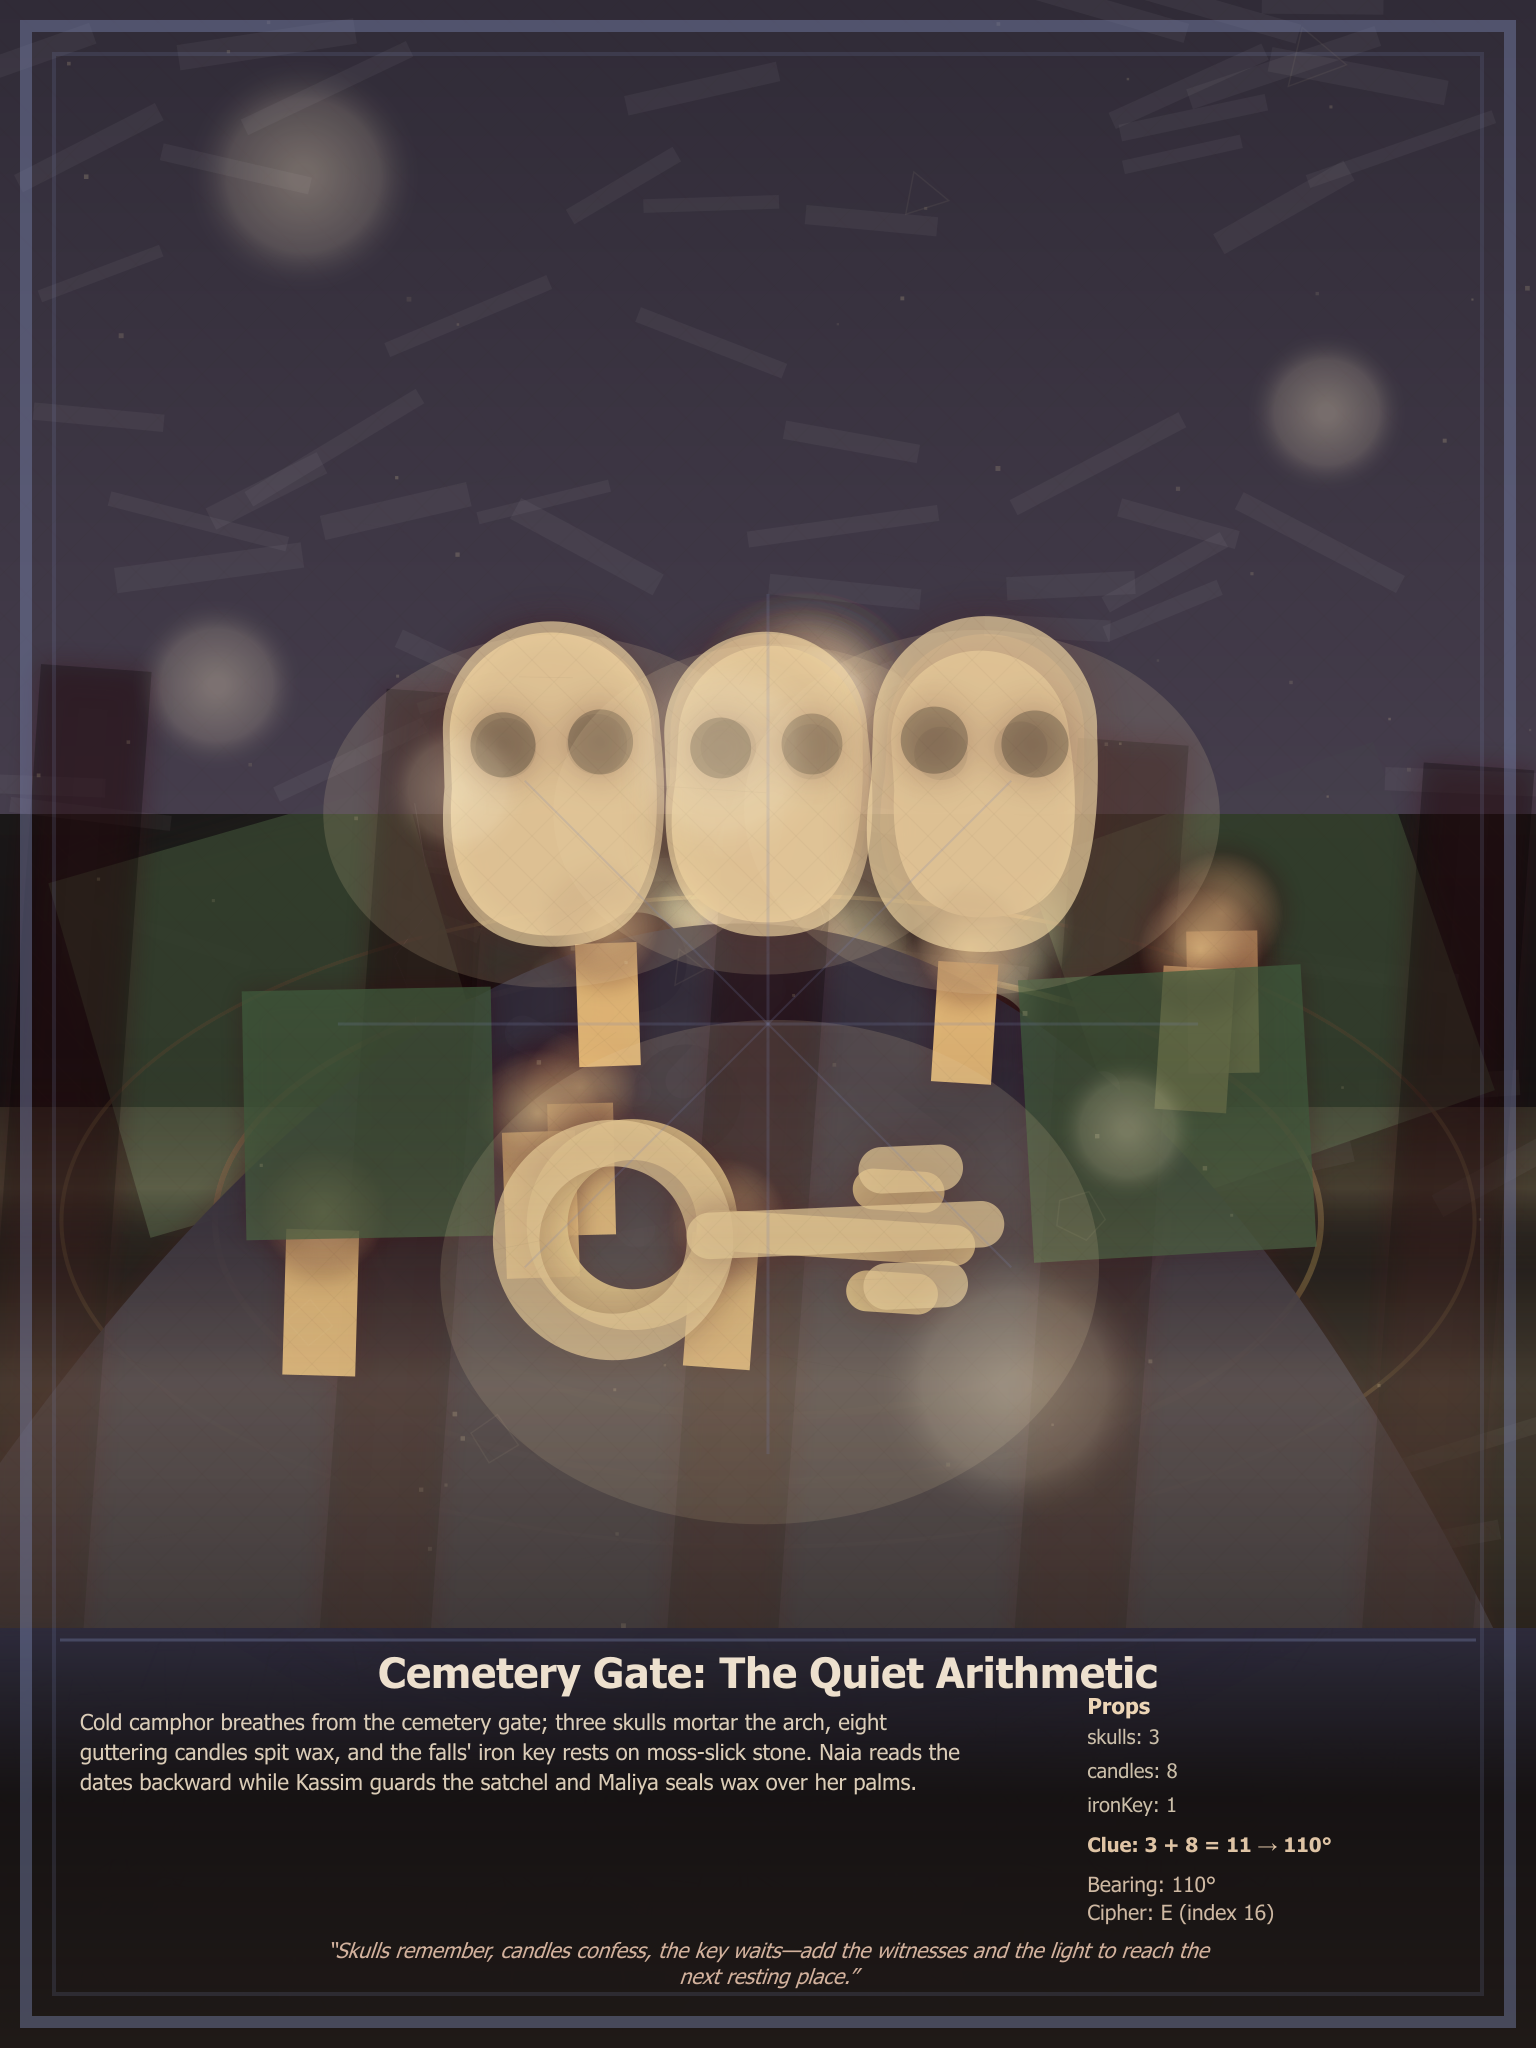 Cemetery Gate: The Quiet Arithmetic
Cold camphor breathes from the cemetery gate; three skulls mortar the arch, eight
guttering candles spit wax, and the falls' iron key rests on moss-slick stone. Naia reads the
dates backward while Kassim guards the satchel and Maliya seals wax over her palms.
Props
skulls: 3
candles: 8
ironKey: 1
Clue: 3 + 8 = 11 → 110°
Bearing: 110°
Cipher: E (index 16)
"Skulls remember, candles confess, the key waits—add the witnesses and the light to reach the
next resting place.”